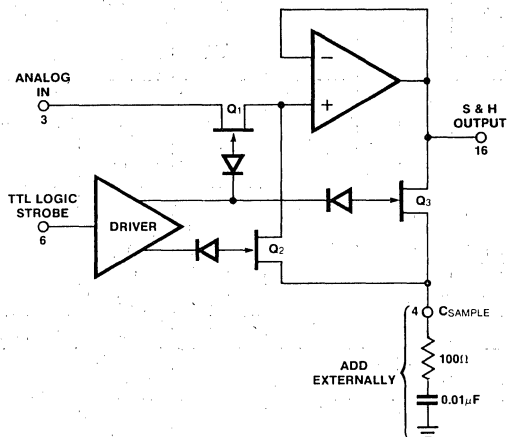 ANALOG
IN
3
Q1
−
+
S & H
OUTPUT
16
TTL LOGIC
STROBE
6
DRIVER
Q2
Q3
4
CSAMPLE
ADD
EXTERNALLY
100Ω
0.01μF